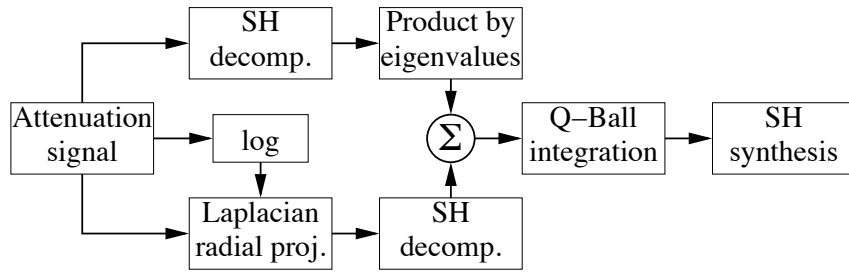 SH
decomp.
Product by
eigenvalues
Attenuation
signal
log
Σ
Q−Ball
integration
SH
synthesis
Laplacian
radial proj.
SH
decomp.